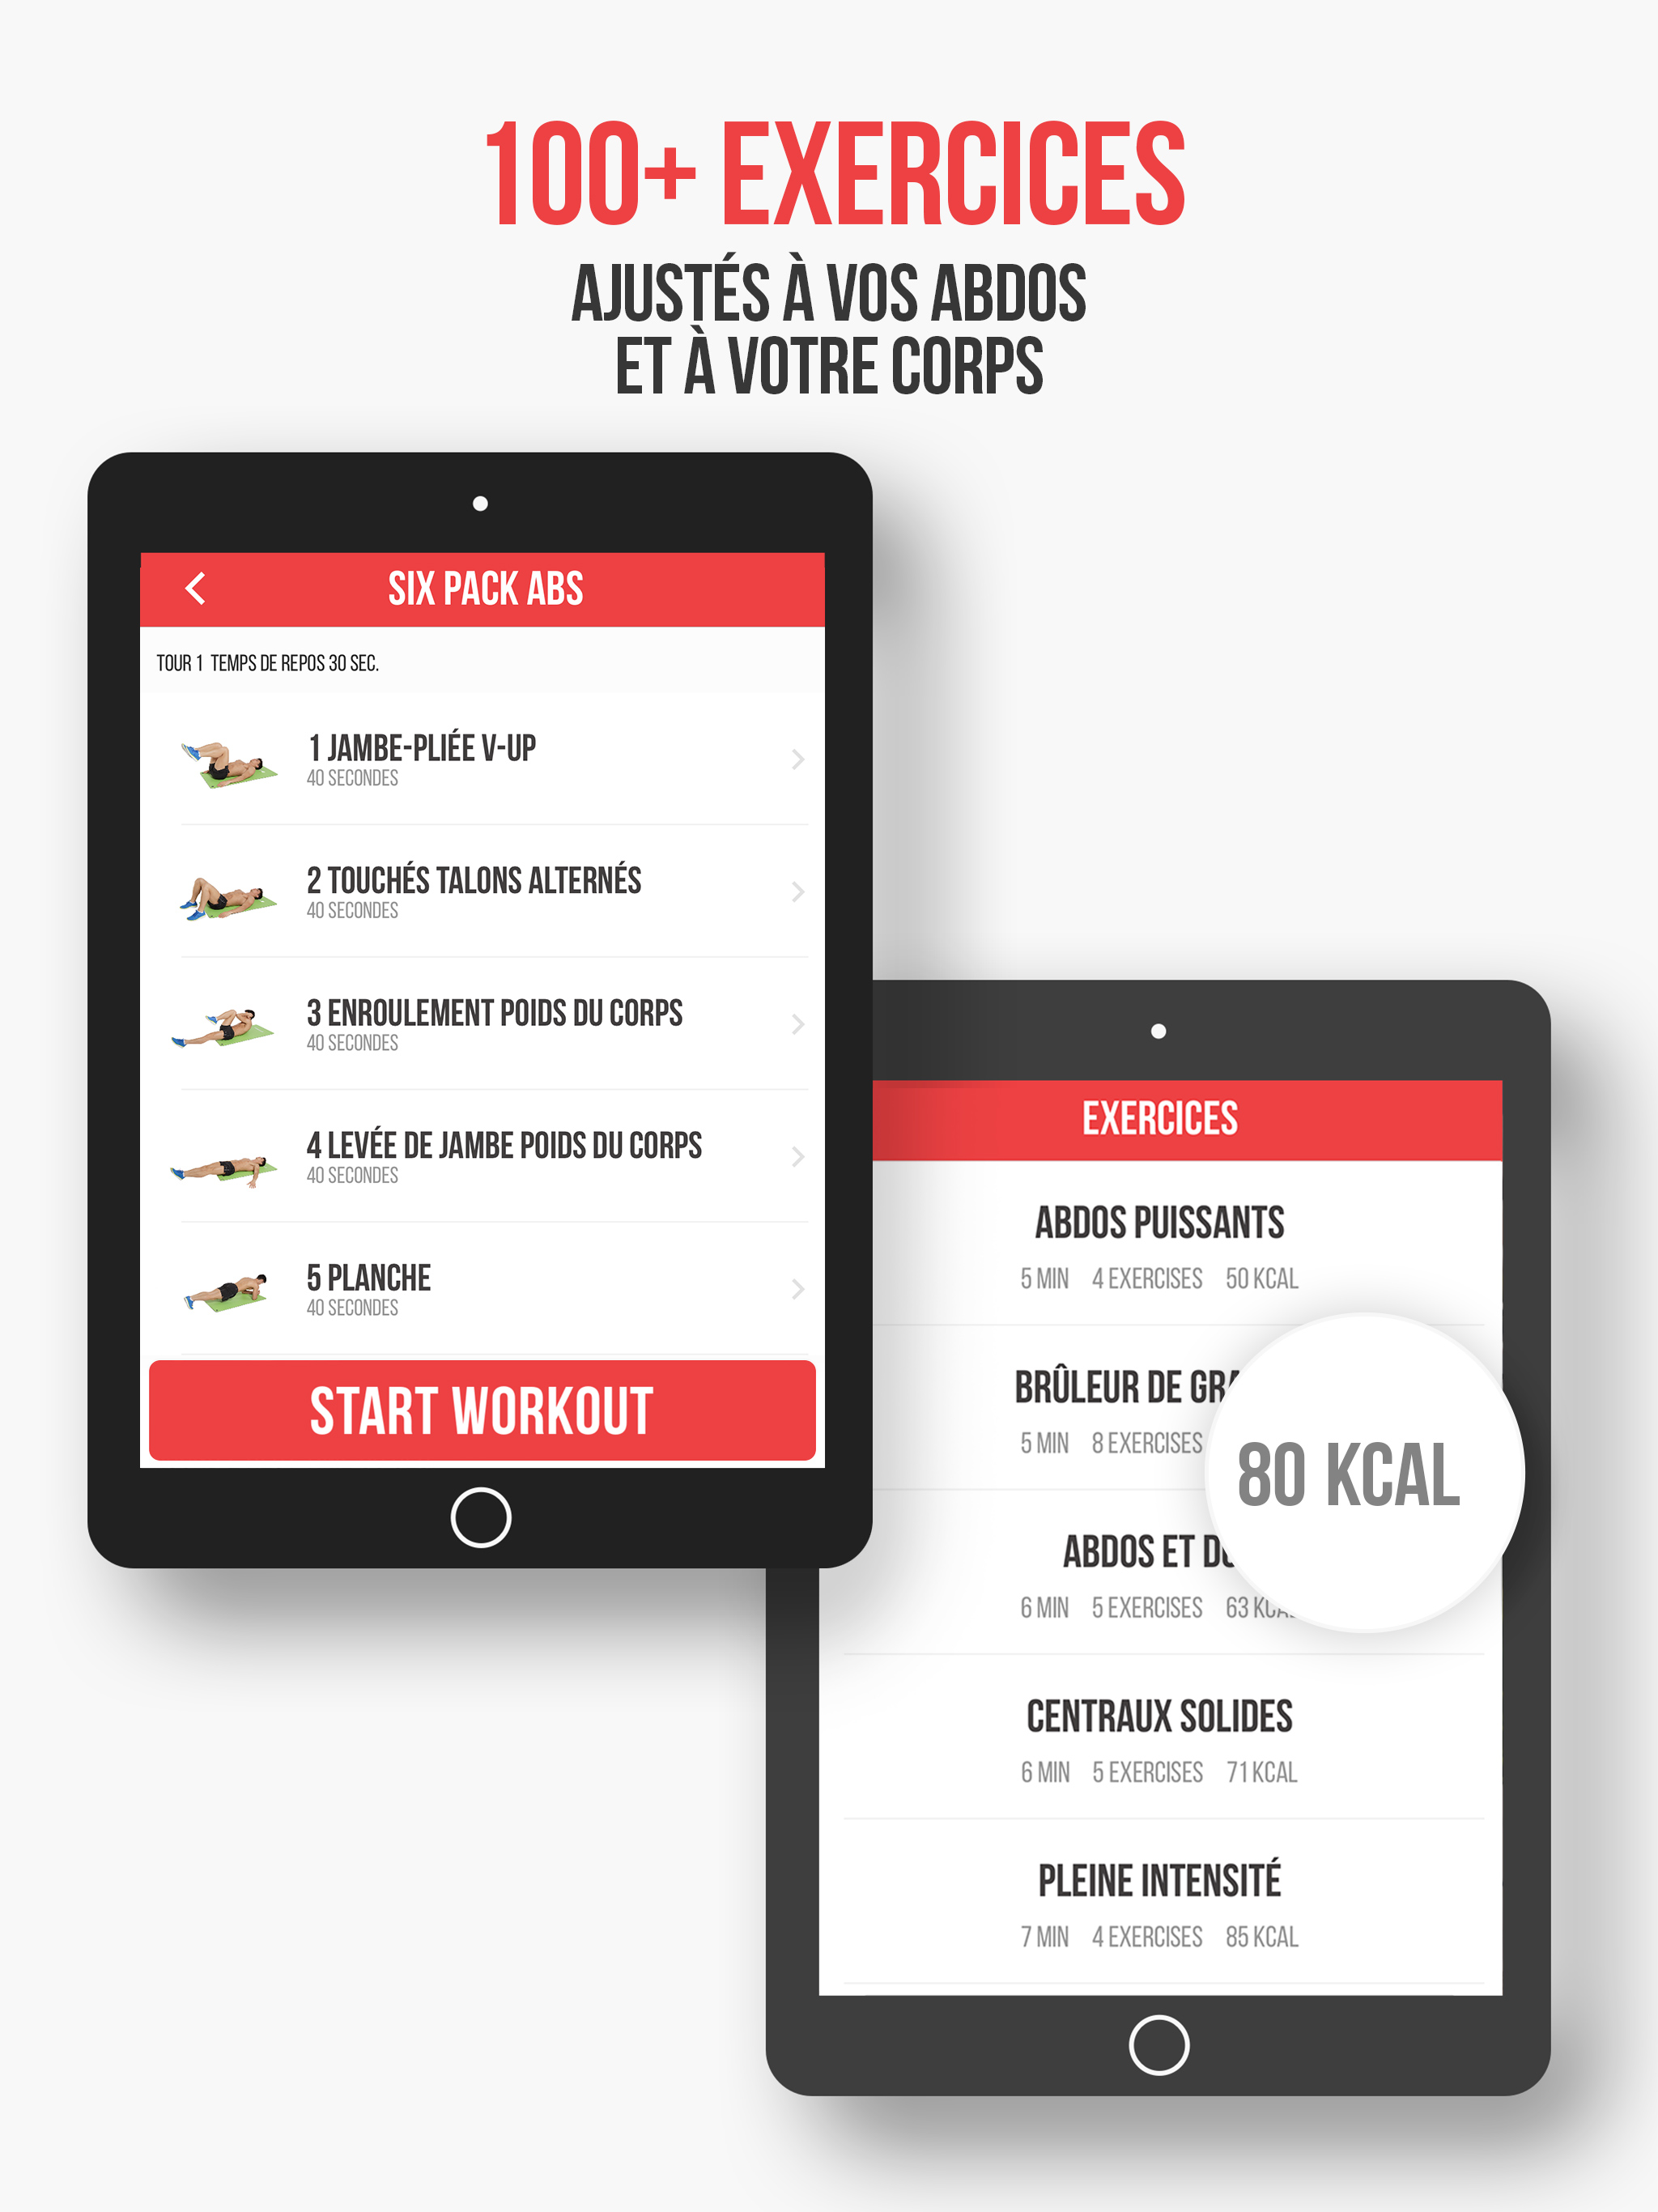 100+ EXERCICES
AJUSTÉS À VOS ABDOS
ET À VOTRE CORPS
SIX PACK ABS
TOUR 1 TEMPS DE REPOS 30 SEC.
1 JAMBE-PLIÉE V-UP
40 SECONDES
2 TOUCHÉS TALONS ALTERNÉS
40 SECONDES
3 ENROULEMENT POIDS DU CORPS
40 SECONDES
4 LEVÉE DE JAMBE POIDS DU CORPS
40 SECONDES
5 PLANCHE
40 SECONDES
START WORKOUT
EXERCICES
ABDOS PUISSANTS
5 MIN 4 EXERCISES 50 KCAL
BRÛLEUR DE
5 MIN 8 EXERCISES
80 KCAL
ABDOS ET
6 MIN 5 EXERCISES 63 KCAL
CENTRAUX SOLIDES
6 MIN 5 EXERCISES 71 KCAL
PLEINE INTENSITÉ
7 MIN 4 EXERCISES 85 KCAL